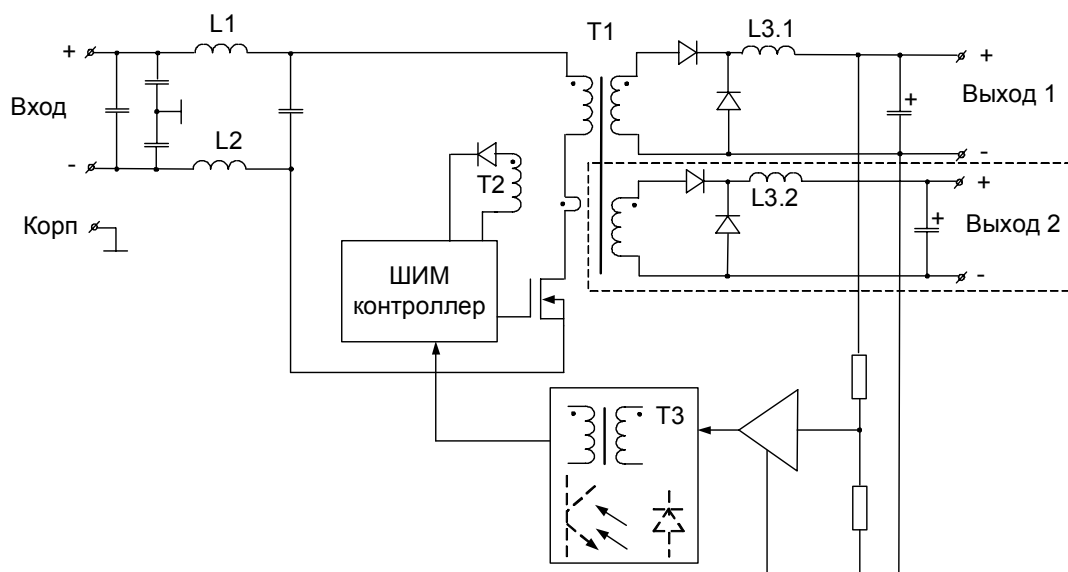 L1
T1
L3.1
+
+
Вход
+
Выход 1
-
L2
-
T2
L3.2
+
+
Выход 2
Корп
-
ШИМ
контроллер
T3